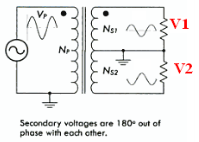 Vp
NS1
V1
NP
NS2
V2
Secondary voltages are 180° out of
phase with each other.